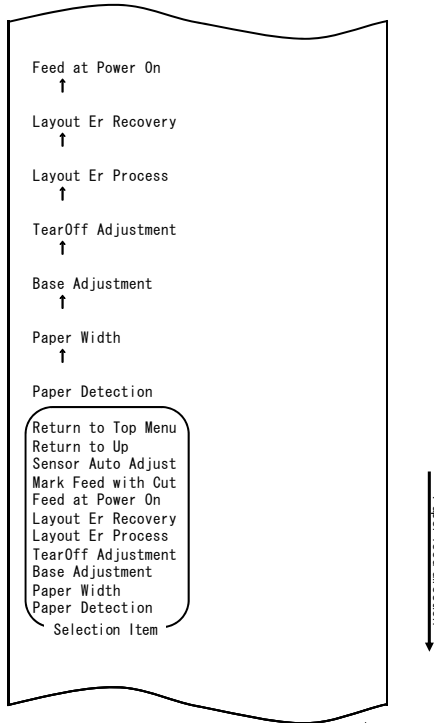 Feed at Power On
↑
Layout Er Recovery
↑
Layout Er Process
↑
TearOff Adjustment
↑
Base Adjustment
↑
Paper Width
↑
Paper Detection
Return to Top Menu
Return to Up
Sensor Auto Adjust
Mark Feed with Cut
Feed at Power On
Layout Er Recovery
Layout Er Process
TearOff Adjustment
Base Adjustment
Paper Width
Paper Detection
Selection Item